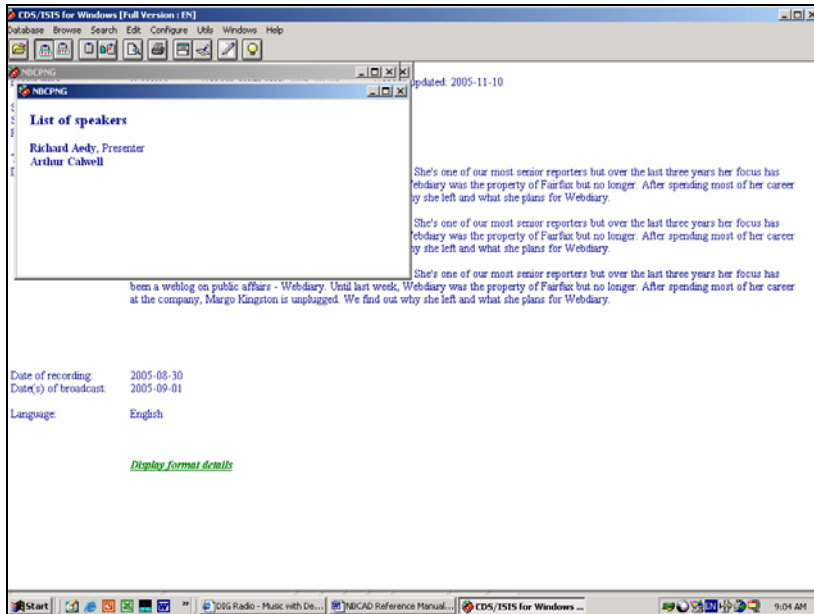 CDS/ISIS for Windows [Full Version : EN]
Database Browse Search Edit Configure Utils Windows Help
NBCPNG
updated: 2005-11-10
NBCPNG
List of speakers
Richard Aedy, Presenter
Arthur Calwell
She's one of our most senior reporters but over the last three years her focus has
Webdiary was the property of Fairfax but no longer. After spending most of her career
why she left and what she plans for Webdiary.
She's one of our most senior reporters but over the last three years her focus has
Webdiary was the property of Fairfax but no longer. After spending most of her career
why she left and what she plans for Webdiary.
She's one of our most senior reporters but over the last three years her focus has
been a weblog on public affairs - Webdiary. Until last week, Webdiary was the property of Fairfax but no longer. After spending most of her career
at the company, Margo Kingston is unplugged. We find out why she left and what she plans for Webdiary.
Date of recording: 2005-08-30
Date(s) of broadcast: 2005-09-01
Language: English
Display format details
Start DIG Radio - Music with De... NBCAD Reference Manual... CDS/ISIS for Windows ... EN 9:04 AM